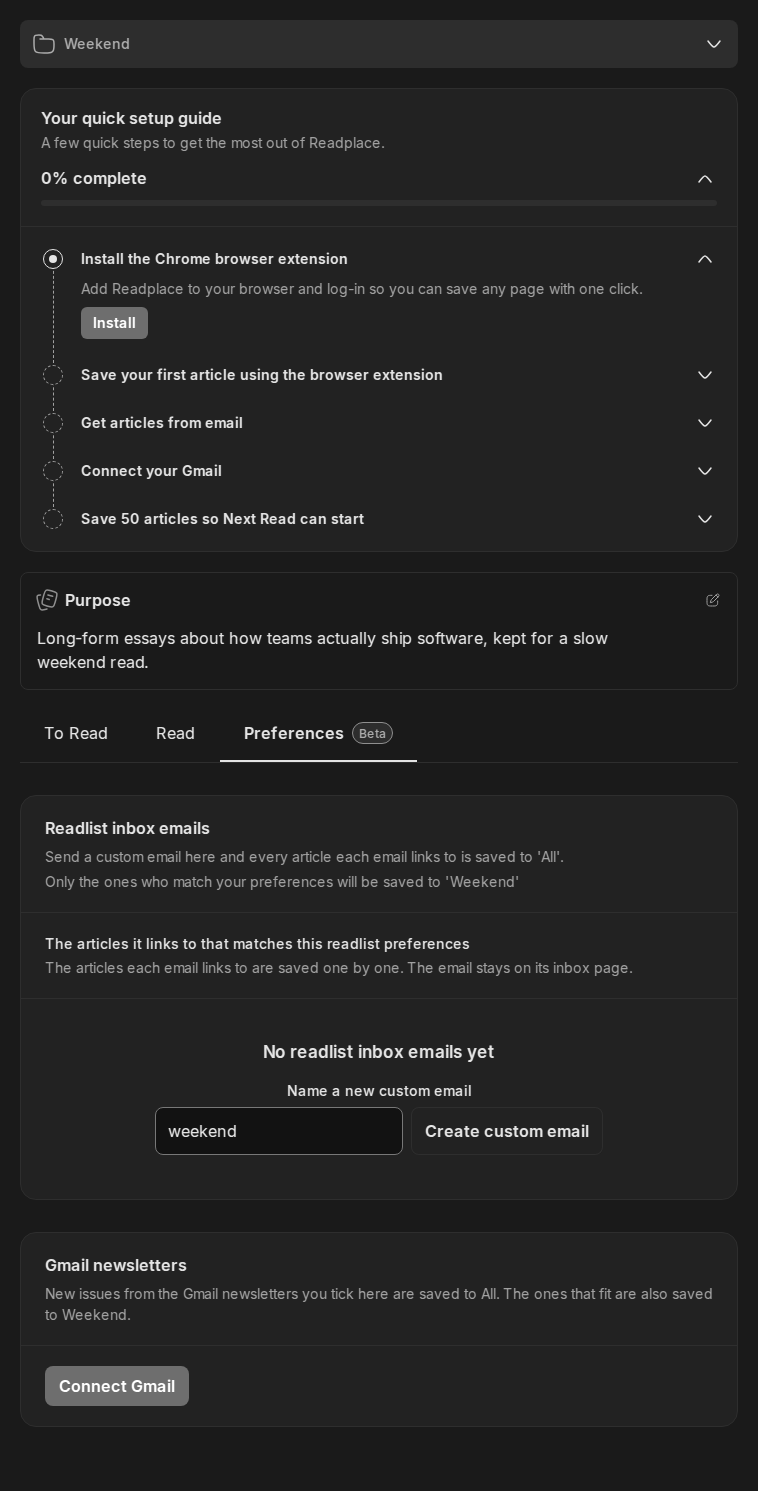 Weekend
Your quick setup guide
A few quick steps to get the most out of Readplace.
0% complete
Install the Chrome browser extension
Add Readplace to your browser and log-in so you can save any page with one click.
Install
Save your first article using the browser extension
Get articles from email
Connect your Gmail
Save 50 articles so Next Read can start
Purpose
Long-form essays about how teams actually ship software, kept for a slow
weekend read.
To Read Read Preferences Beta
Readlist inbox emails
Send a custom email here and every article each email links to is saved to 'All'.
Only the ones who match your preferences will be saved to 'Weekend'
The articles it links to that matches this readlist preferences
The articles each email links to are saved one by one. The email stays on its inbox page.
No readlist inbox emails yet
Name a new custom email
weekend Create custom email
Gmail newsletters
New issues from the Gmail newsletters you tick here are saved to All. The ones that fit are also saved
to Weekend.
Connect Gmail